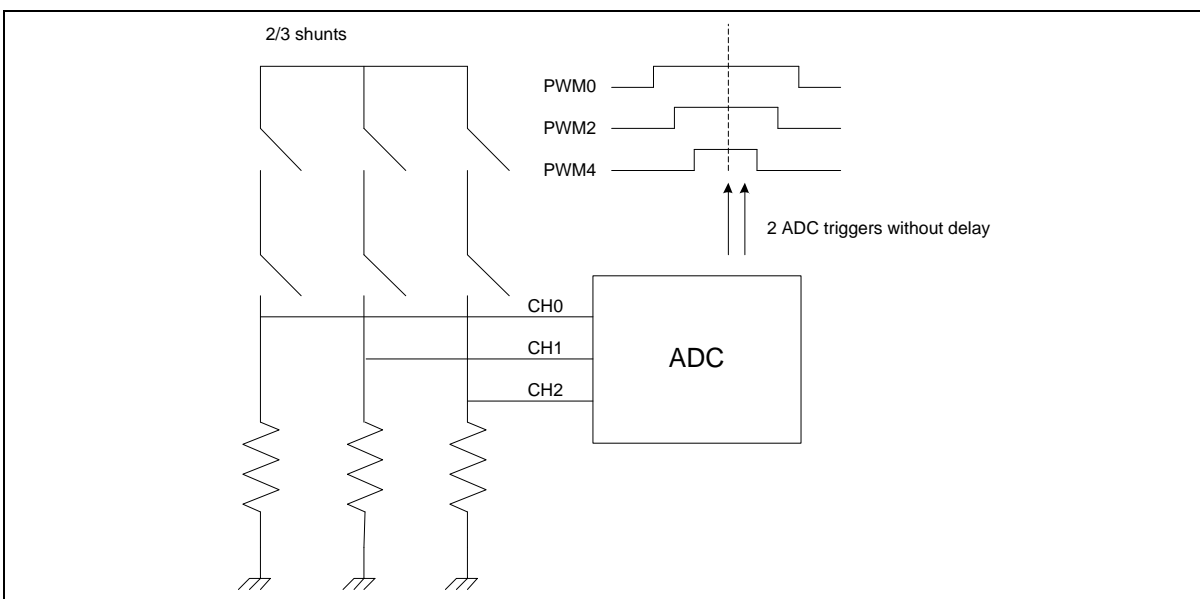 2/3 shunts
PWM0
PWM2
PWM4
2 ADC triggers without delay
CH0
CH1
CH2
ADC